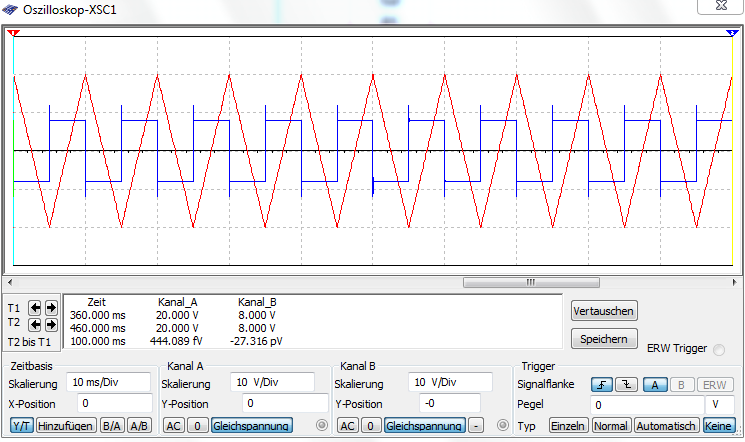 Oszilloskop-XSC1
1 2
T1
T2
T2 bis T1
Zeit Kanal_A Kanal_B
360.000 ms 20.000 V 8.000 V
460.000 ms 20.000 V 8.000 V
100.000 ms 444.089 fV -27.316 pV
Vertauschen
Speichern
ERW Trigger
Zeitbasis Kanal A Kanal B Trigger
Skalierung 10 ms/Div Skalierung 10 V/Div Skalierung 10 V/Div Signalflanke A B ERW
X-Position 0 Y-Position 0 Y-Position -0 Pegel 0 V
Y/T Hinzufügen B/A A/B AC 0 Gleichspannung AC 0 Gleichspannung - Typ Einzeln Normal Automatisch Keine